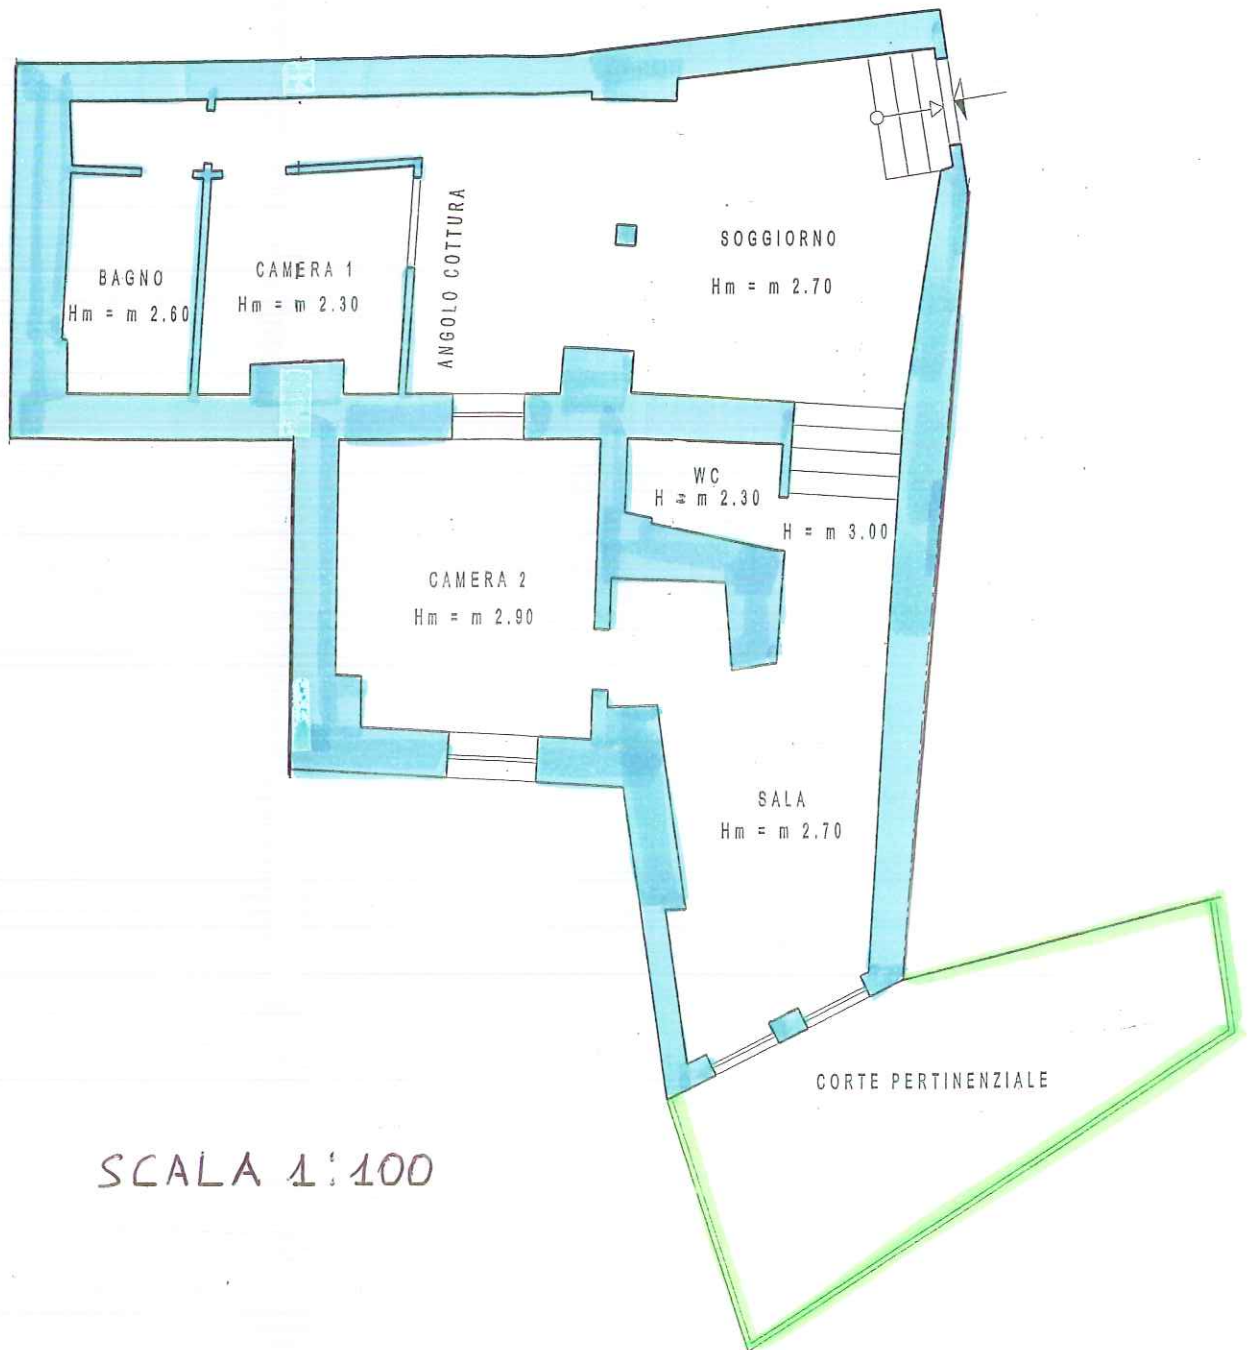 SOGGIORNO
Hm = m 2.70
ANGOLO COTTURA
CAMERA 1
Hm = m 2.30
BAGNO
Hm = m 2.60
WC
H = m 2.30
H = m 3.00
CAMERA 2
Hm = m 2.90
SALA
Hm = m 2.70
CORTE PERTINENZIALE
SCALA 1:100